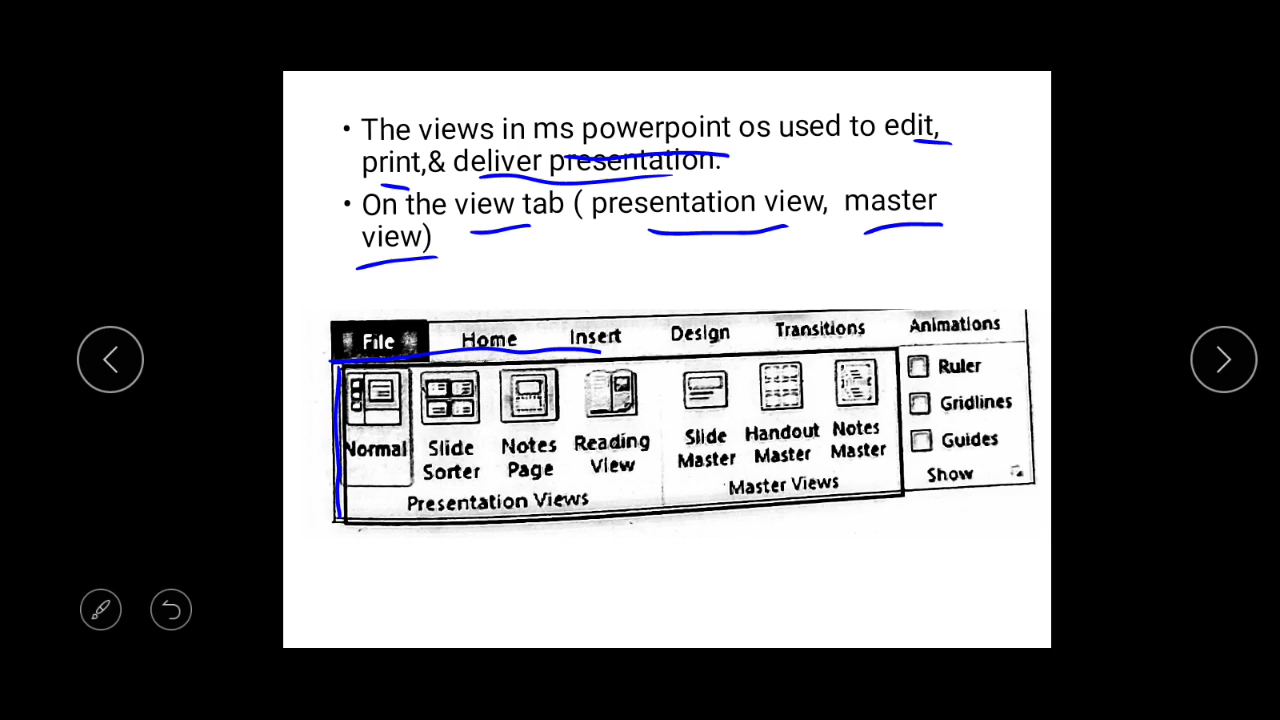 • The views in ms powerpoint os used to edit,
print,& deliver presentation.
• On the view tab ( presentation view, master
view)
File Home Insert Design Transitions Animations
Normal Slide Sorter Notes Page Reading View
Presentation Views
Slide Master Handout Master Notes Master
Master Views
Ruler
Gridlines
Guides
Show